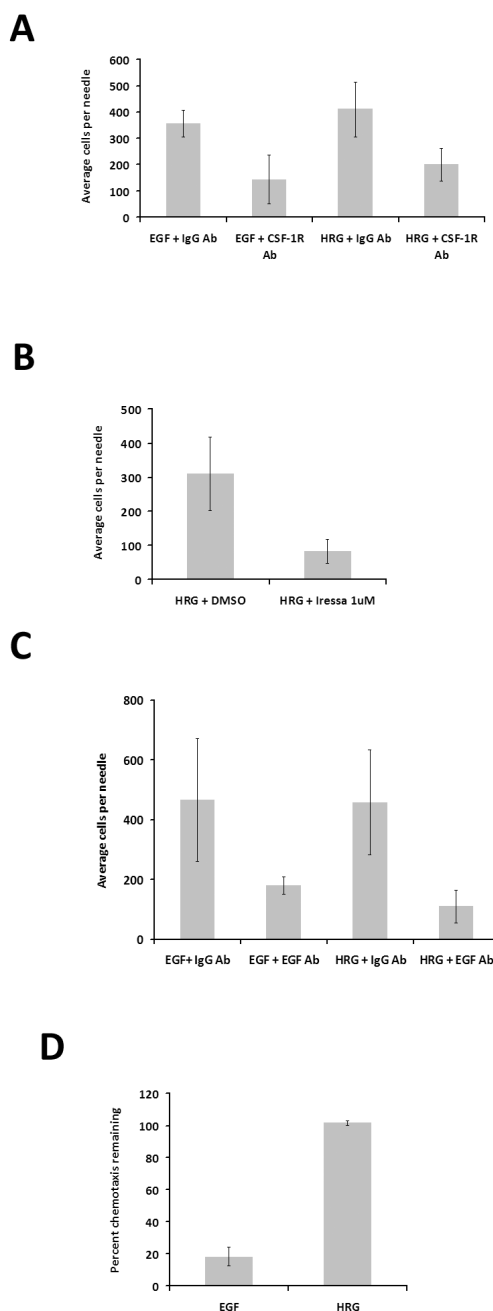 A
Average cells per needle
600
500
400
300
200
100
0
EGF + IgG Ab
EGF + CSF-1R
Ab
HRG + IgG Ab
HRG + CSF-1R
Ab
B
Average cells per needle
500
400
300
200
100
0
HRG + DMSO
HRG + Iressa 1uM
C
Average cells per needle
800
600
400
200
0
EGF+ IgG Ab
EGF + EGF Ab
HRG + IgG Ab
HRG + EGF Ab
D
Percent chemotaxis remaining
120
100
80
60
40
20
0
EGF
HRG